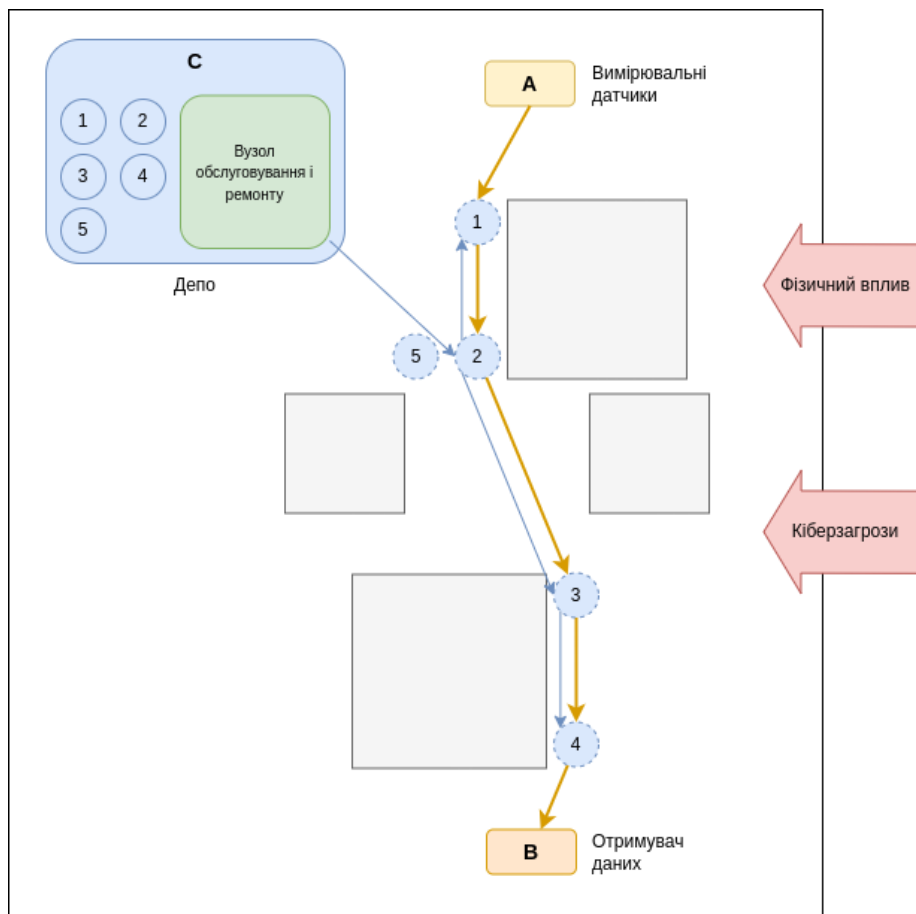 C
A
Вимірювальні
датчики
1
2
3
4
5
Вузол
обслуговування і
ремонту
Депо
1
Фізичний вплив
5
2
Кіберзагрози
3
4
B
Отримувач
даних